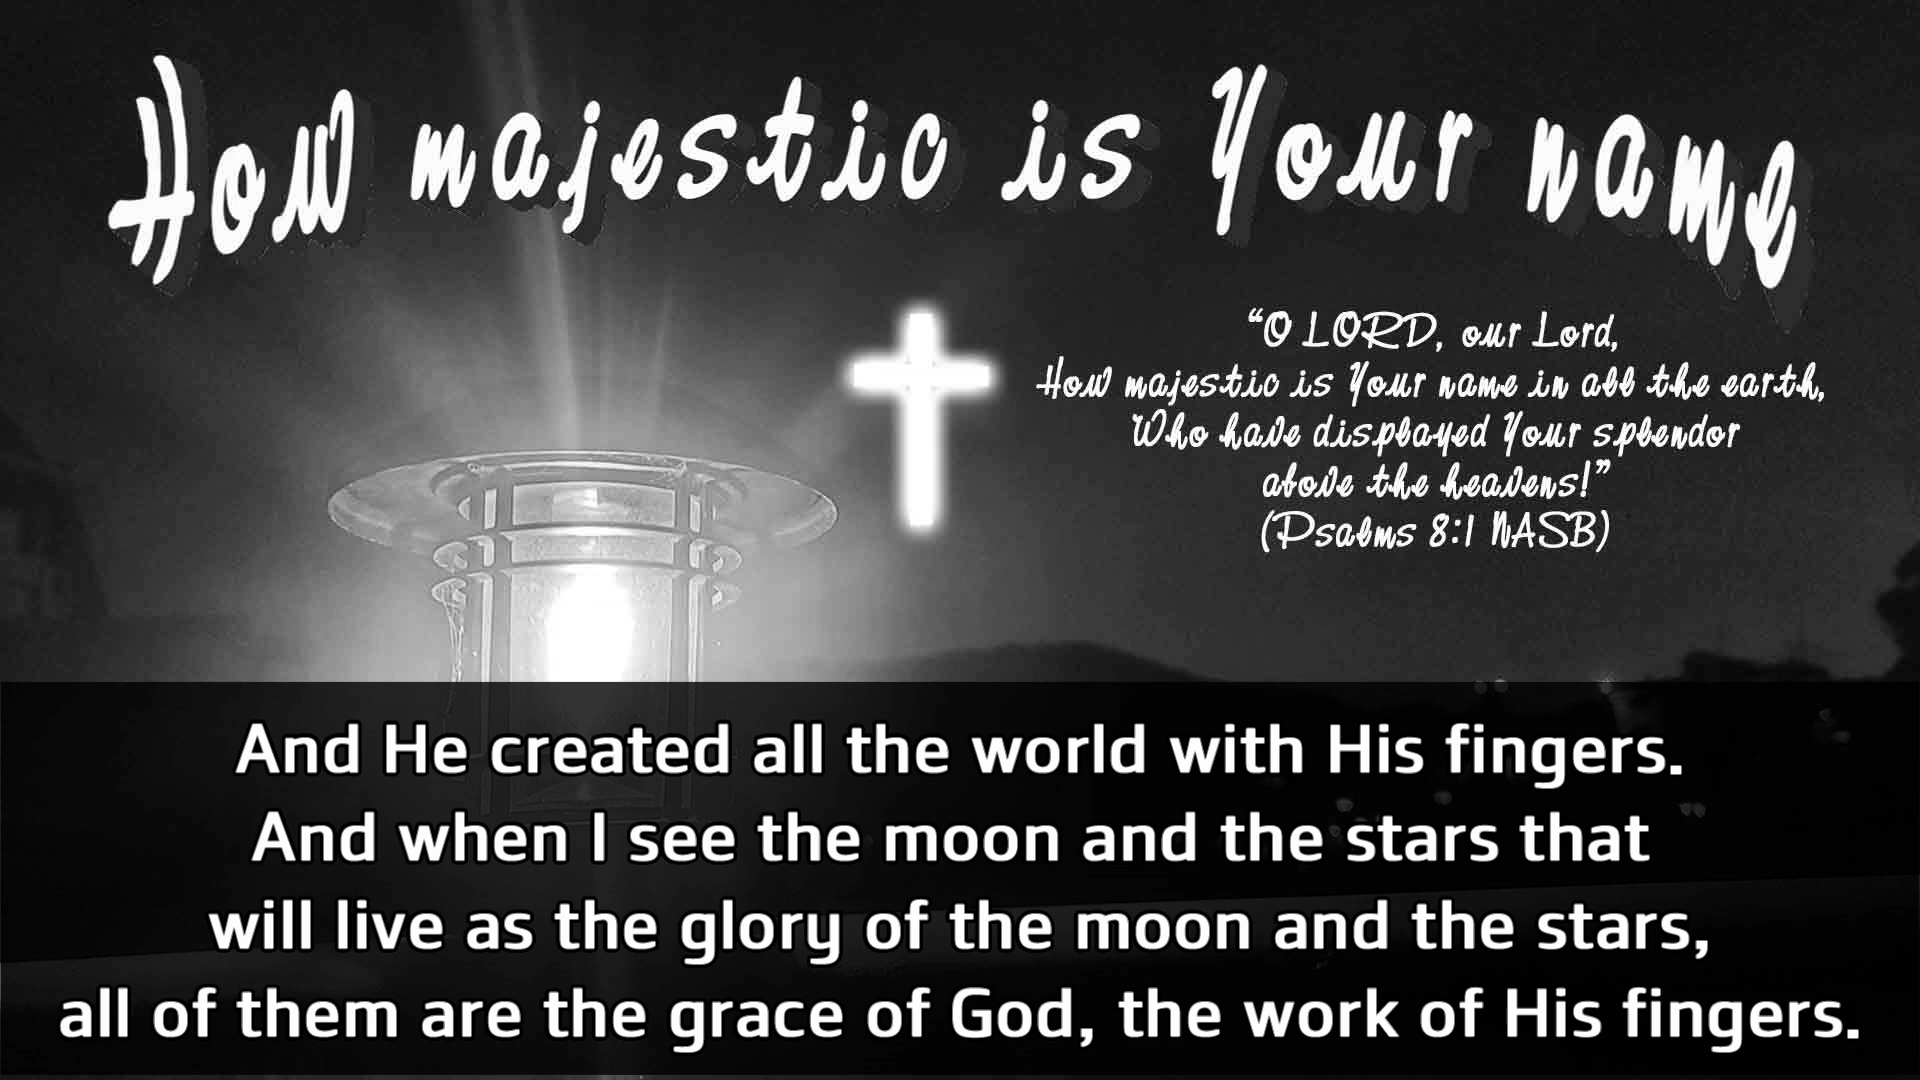 How majestic is Your name
“O LORD, our Lord,
How majestic is Your name in all the earth,
Who have displayed Your splendor
above the heavens!”
(Psalms 8:1 NASB)
And He created all the world with His fingers.
And when I see the moon and the stars that
will live as the glory of the moon and the stars,
all of them are the grace of God, the work of His fingers.